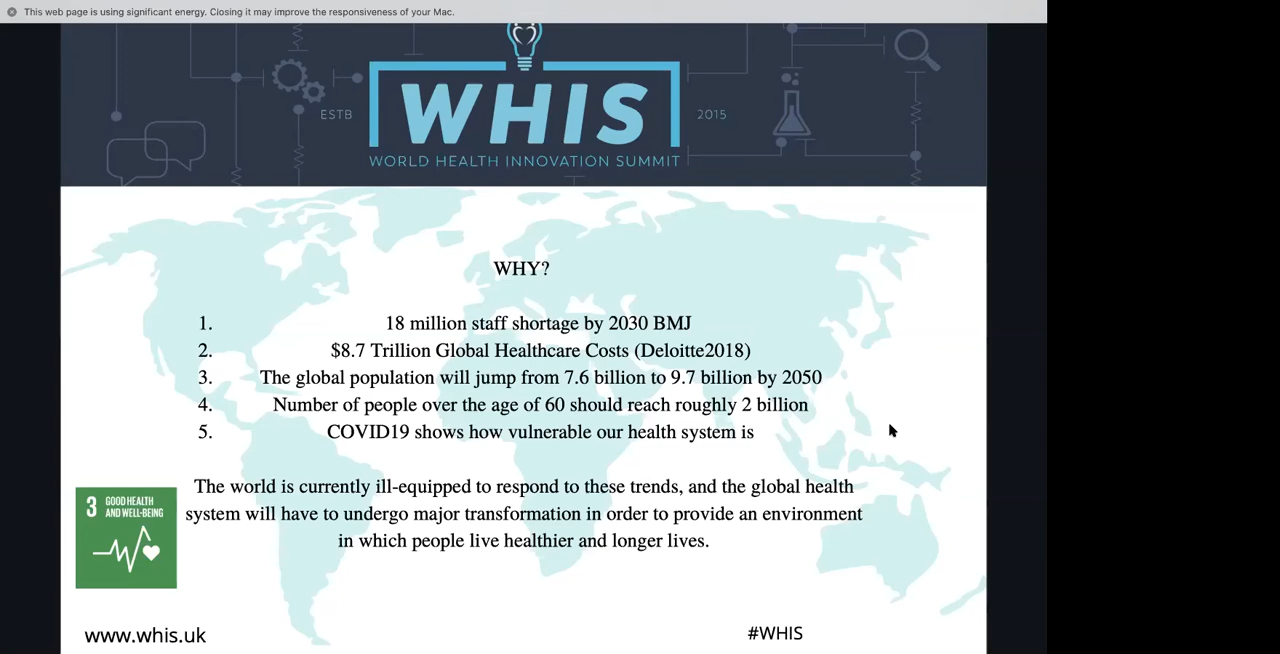 This web page is using significant energy. Closing it may improve the responsiveness of your Mac.
WHIS
ESTB
2015
WORLD HEALTH INNOVATION SUMMIT
WHY?
1. 18 million staff shortage by 2030 BMJ
2. $8.7 Trillion Global Healthcare Costs (Deloitte2018)
3. The global population will jump from 7.6 billion to 9.7 billion by 2050
4. Number of people over the age of 60 should reach roughly 2 billion
5. COVID19 shows how vulnerable our health system is
The world is currently ill-equipped to respond to these trends, and the global health
system will have to undergo major transformation in order to provide an environment
in which people live healthier and longer lives.
3 GOOD HEALTH
AND WELL-BEING
www.whis.uk
#WHIS